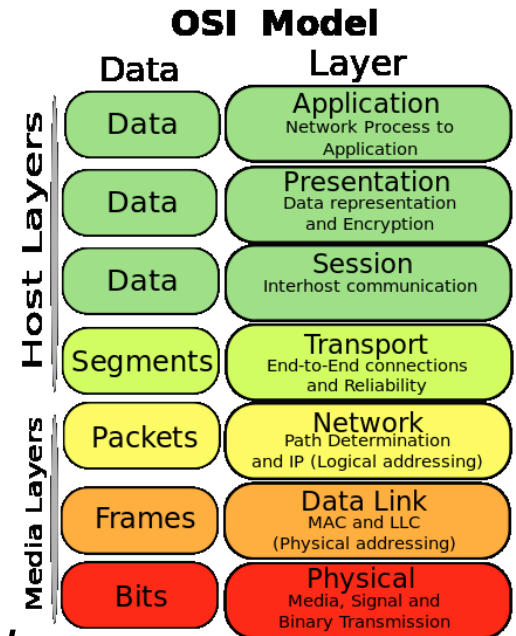 OSI Model
Data Layer
Host Layers
Data
Application
Network Process to
Application
Data
Presentation
Data representation
and Encryption
Data
Session
Interhost communication
Segments
Transport
End-to-End connections
and Reliability
Media Layers
Packets
Network
Path Determination
and IP (Logical addressing)
Frames
Data Link
MAC and LLC
(Physical addressing)
Bits
Physical
Media, Signal and
Binary Transmission